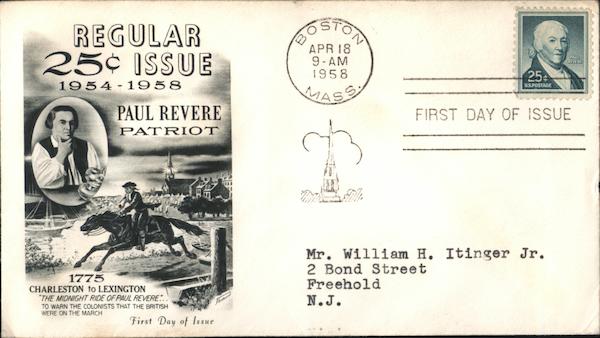 REGULAR
25¢ ISSUE
1954-1958
PAUL REVERE
PATRIOT
1775
CHARLESTON to LEXINGTON
"THE MIDNIGHT RIDE OF PAUL REVERE"...
TO WARN THE COLONISTS THAT THE BRITISH
WERE ON THE MARCH
First Day of Issue
BOSTON
APR 18
9-AM
1958
MASS.
25¢
U.S. POSTAGE
FIRST DAY OF ISSUE
Mr. William H. Itinger Jr.
2 Bond Street
Freehold
N.J.